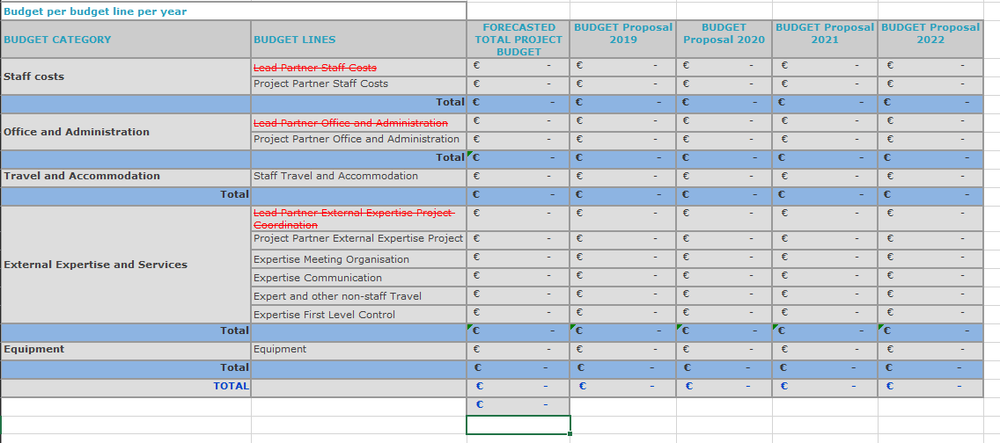 Budget per budget line per year
BUDGET CATEGORY BUDGET LINES FORECASTED TOTAL PROJECT BUDGET BUDGET Proposal 2019 BUDGET Proposal 2020 BUDGET Proposal 2021 BUDGET Proposal 2022
Staff costs
Lead Partner Staff Costs € - € - € - € - € -
Project Partner Staff Costs € - € - € - € - € -
Total € - € - € - € - € -
Office and Administration
Lead Partner Office and Administration € - € - € - € - € -
Project Partner Office and Administration € - € - € - € - € -
Total € - € - € - € - € -
Travel and Accommodation Staff Travel and Accommodation € - € - € - € - € -
Total € - € - € - € - € -
External Expertise and Services
Lead Partner External Expertise Project € - € - € - € - € -
Coordination
Project Partner External Expertise Project € - € - € - € - € -
Expertise Meeting Organisation € - € - € - € - € -
Expertise Communication € - € - € - € - € -
Expert and other non-staff Travel € - € - € - € - € -
Expertise First Level Control € - € - € - € - € -
Total € - € - € - € - € -
Equipment Equipment € - € - € - € - € -
Total € - € - € - € - € -
TOTAL € - € - € - € - € -
€ -